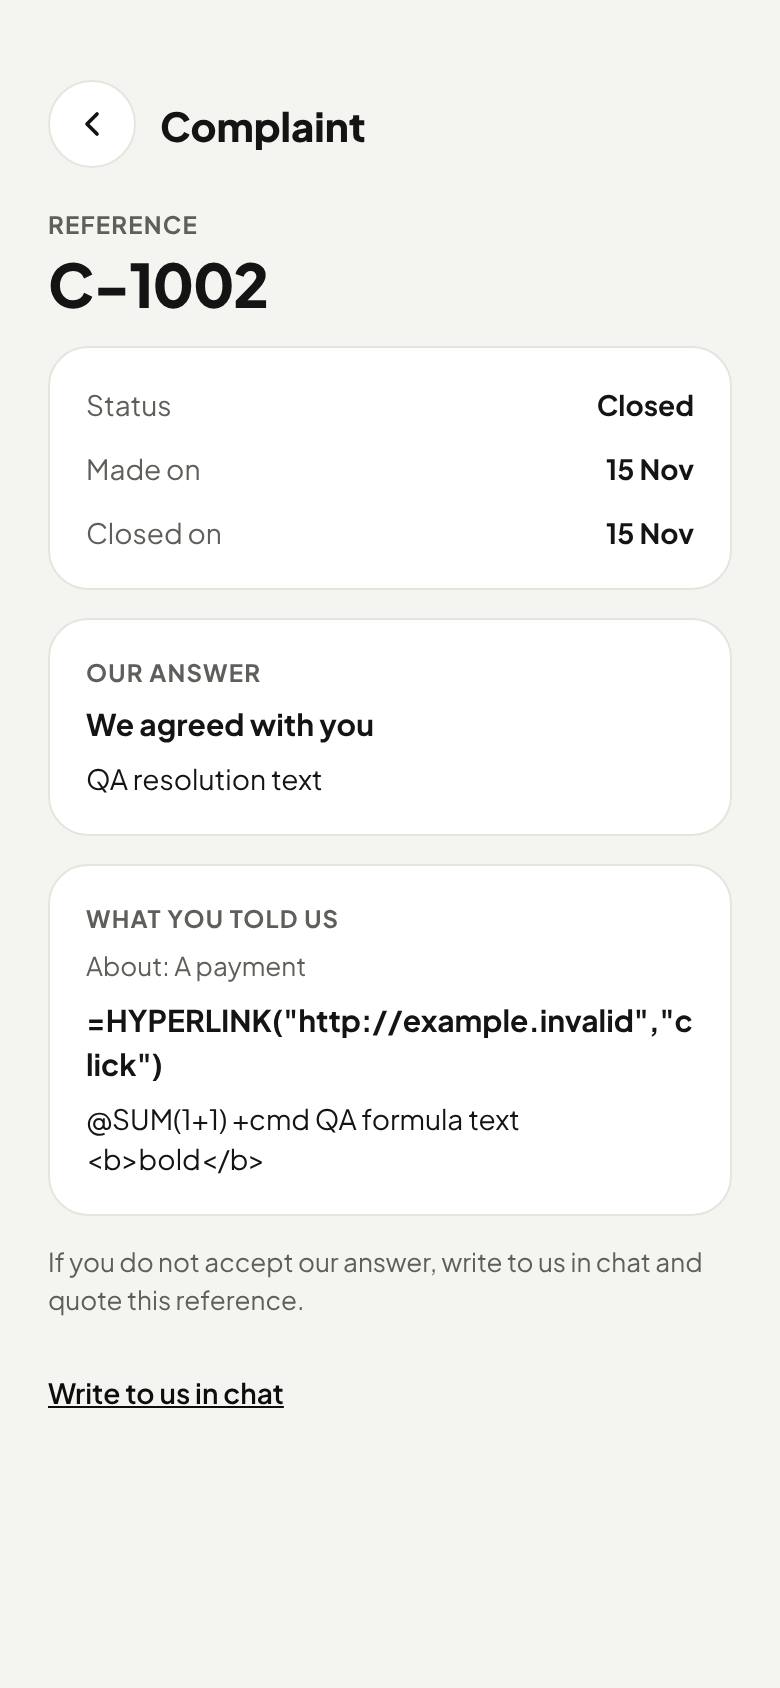 Complaint
REFERENCE
C-1002
Status Closed
Made on 15 Nov
Closed on 15 Nov
OUR ANSWER
We agreed with you
QA resolution text
WHAT YOU TOLD US
About: A payment
=HYPERLINK("http://example.invalid","c
lick")
@SUM(1+1) +cmd QA formula text
<b>bold</b>
If you do not accept our answer, write to us in chat and
quote this reference.
Write to us in chat